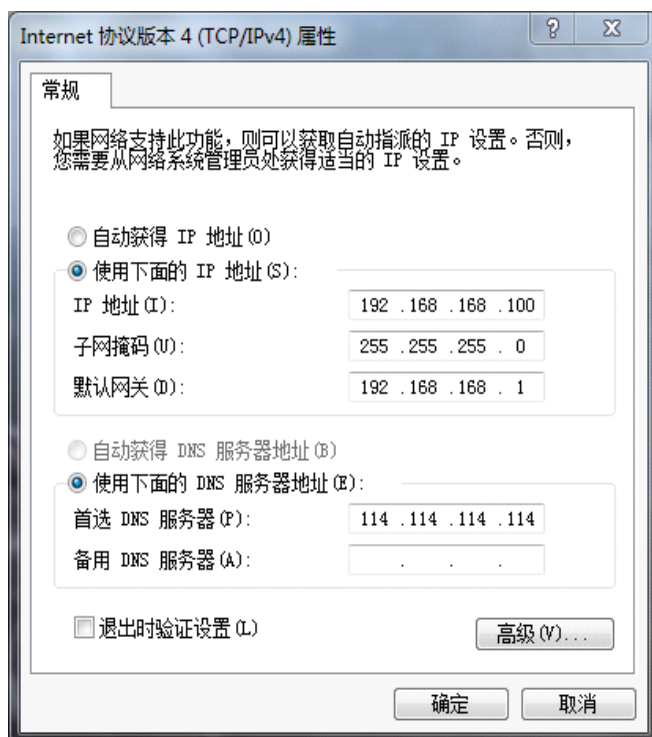 Internet 协议版本 4 (TCP/IPv4) 属性
常规
如果网络支持此功能，则可以获取自动指派的 IP 设置。否则，
您需要从网络系统管理员处获得适当的 IP 设置。
自动获得 IP 地址(O)
使用下面的 IP 地址(S):
IP 地址(I): 192 .168 .168 .100
子网掩码(U): 255 .255 .255 . 0
默认网关(D): 192 .168 .168 . 1
自动获得 DNS 服务器地址(B)
使用下面的 DNS 服务器地址(E):
首选 DNS 服务器(P): 114 .114 .114 .114
备用 DNS 服务器(A): . . .
退出时验证设置(L)
高级(V)...
确定 取消